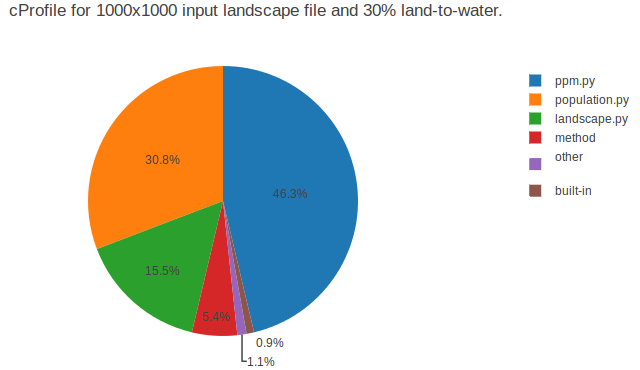 cProfile for 1000x1000 input landscape file and 30% land-to-water.
ppm.py
population.py
landscape.py
method
other
built-in
30.8%
46.3%
15.5%
5.4%
0.9%
1.1%